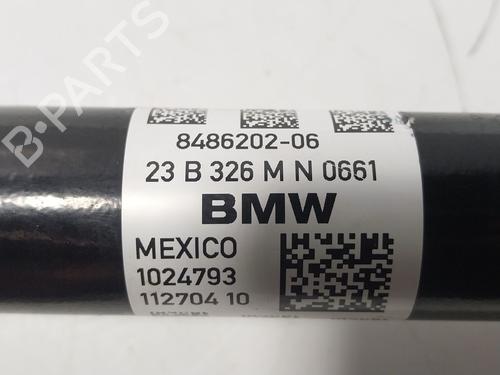 8486202-06
23 B 326 M N 0661
BMW
MEXICO
1024793
112704 10
B-PARTS